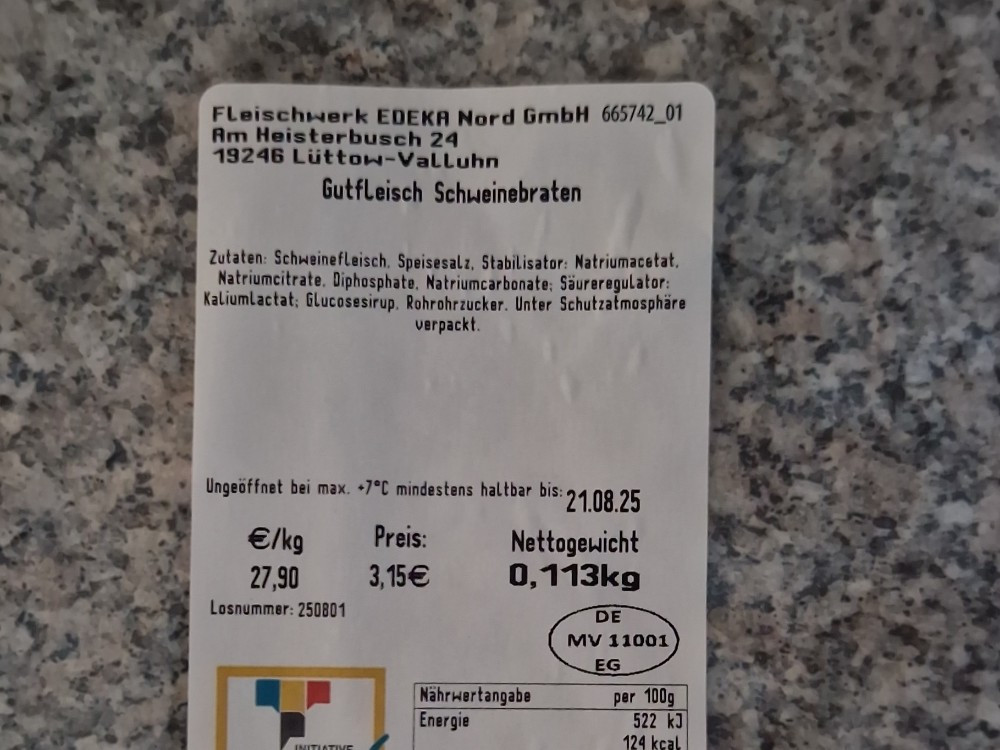 Fleischwerk EDEKA Nord GmbH 665742_01
Am Heisterbusch 24
19246 Lüttow-Valluhn
Gutfleisch Schweinebraten
Zutaten: Schweinefleisch, Speisesalz, Stabilisator: Natriumacetat,
Natriumcitrate, Diphosphate, Natriumcarbonate; Säureregulator:
Kaliumlactat; Glucosesirup, Rohrohrzucker. Unter Schutzatmosphäre
verpackt.
Ungeöffnet bei max. +7°C mindestens haltbar bis: 21.08.25
€/kg Preis: Nettogewicht
27,90 3,15€ 0,113kg
Losnummer: 250801
DE
MV 11001
EG
Nährwertangabe per 100g
Energie 522 kJ
124 kcal
INITIATIVE